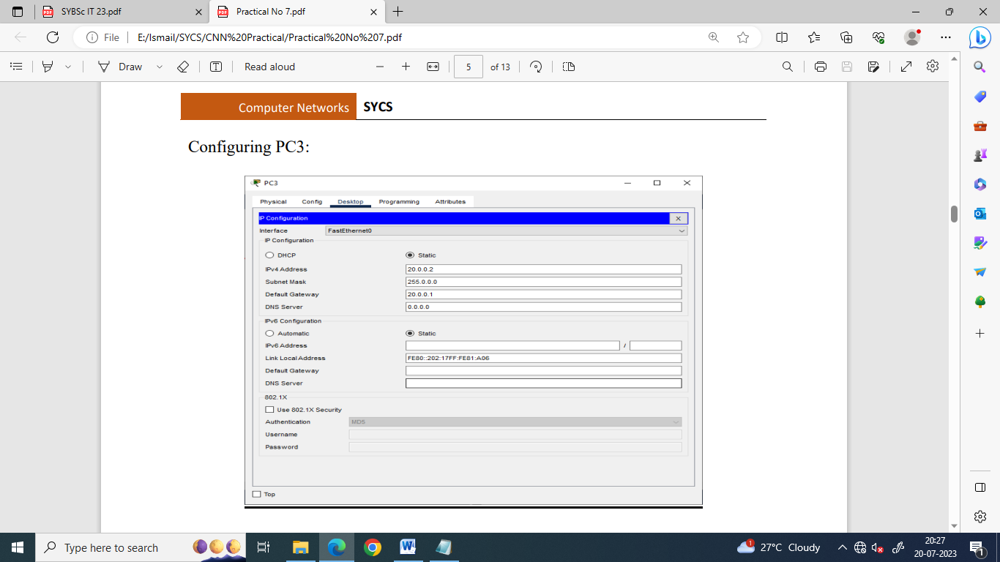 SYBSc IT 23.pdf
Practical No 7.pdf
File
E:/Ismail/SYCS/CNN%20Practical/Practical%20No%207.pdf
Draw
Read aloud
5
of 13
Computer Networks SYCS
Configuring PC3:
PC3
Physical Config Desktop Programming Attributes
IP Configuration
Interface FastEthernet0
IP Configuration
DHCP Static
IPv4 Address 20.0.0.2
Subnet Mask 255.0.0.0
Default Gateway 20.0.0.1
DNS Server 0.0.0.0
IPv6 Configuration
Automatic Static
IPv6 Address /
Link Local Address FE80::202:17FF:FE81:A06
Default Gateway
DNS Server
802.1X
Use 802.1X Security
Authentication MD5
Username
Password
Top
Type here to search
27°C Cloudy
20:27
20-07-2023